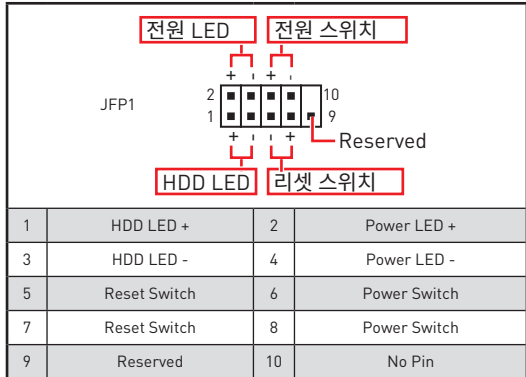 전원 LED 전원 스위치
+ - + -
JFP1
2 10
1 9
+ - - +
Reserved
HDD LED 리셋 스위치
1 HDD LED + 2 Power LED +
3 HDD LED - 4 Power LED -
5 Reset Switch 6 Power Switch
7 Reset Switch 8 Power Switch
9 Reserved 10 No Pin